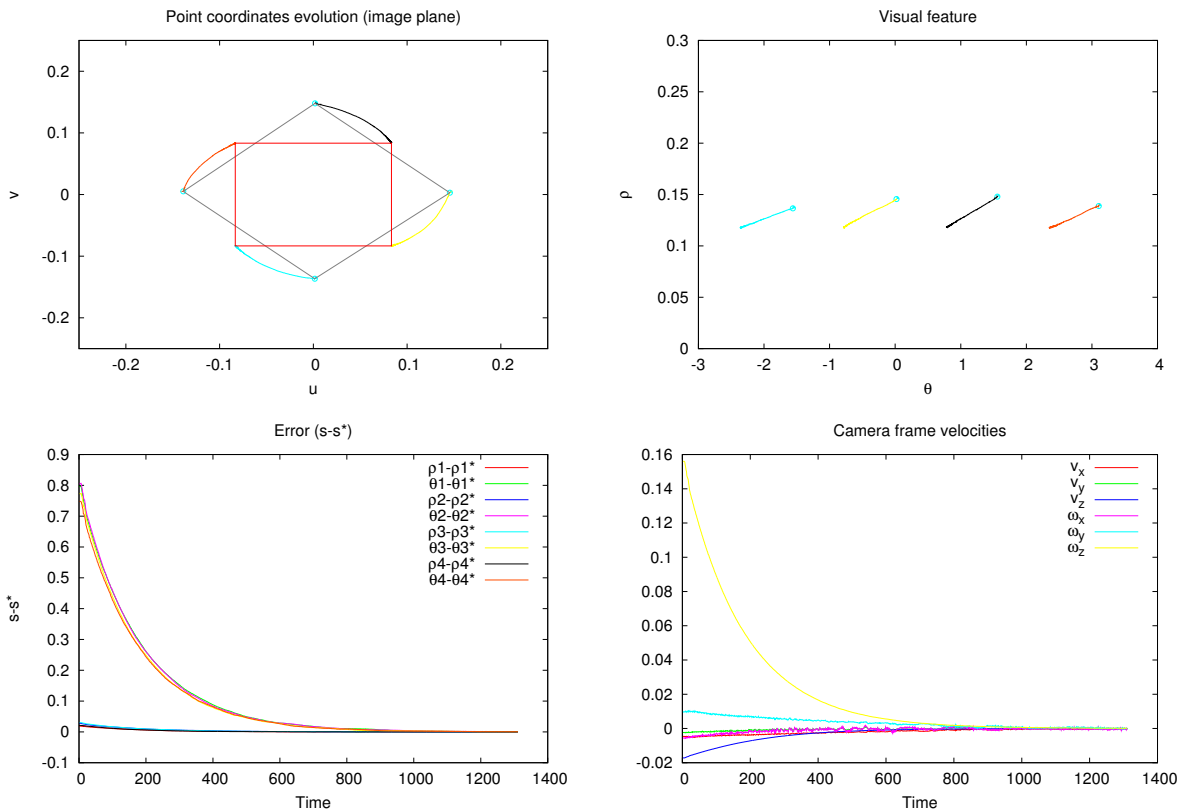 Point coordinates evolution (image plane)
0.2
0.1
0
-0.1
-0.2
v
-0.2
-0.1
0
0.1
0.2
u
Visual feature
0.3
0.25
0.2
0.15
0.1
0.05
0
ρ
-3
-2
-1
0
1
2
3
4
θ
Error (s-s*)
0.9
0.8
0.7
0.6
0.5
0.4
0.3
0.2
0.1
0
-0.1
s-s*
ρ1-ρ1*
θ1-θ1*
ρ2-ρ2*
θ2-θ2*
ρ3-ρ3*
θ3-θ3*
ρ4-ρ4*
θ4-θ4*
0
200
400
600
800
1000
1200
1400
Time
Camera frame velocities
0.16
0.14
0.12
0.1
0.08
0.06
0.04
0.02
0
-0.02
v_x
v_y
v_z
ω_x
ω_y
ω_z
0
200
400
600
800
1000
1200
1400
Time